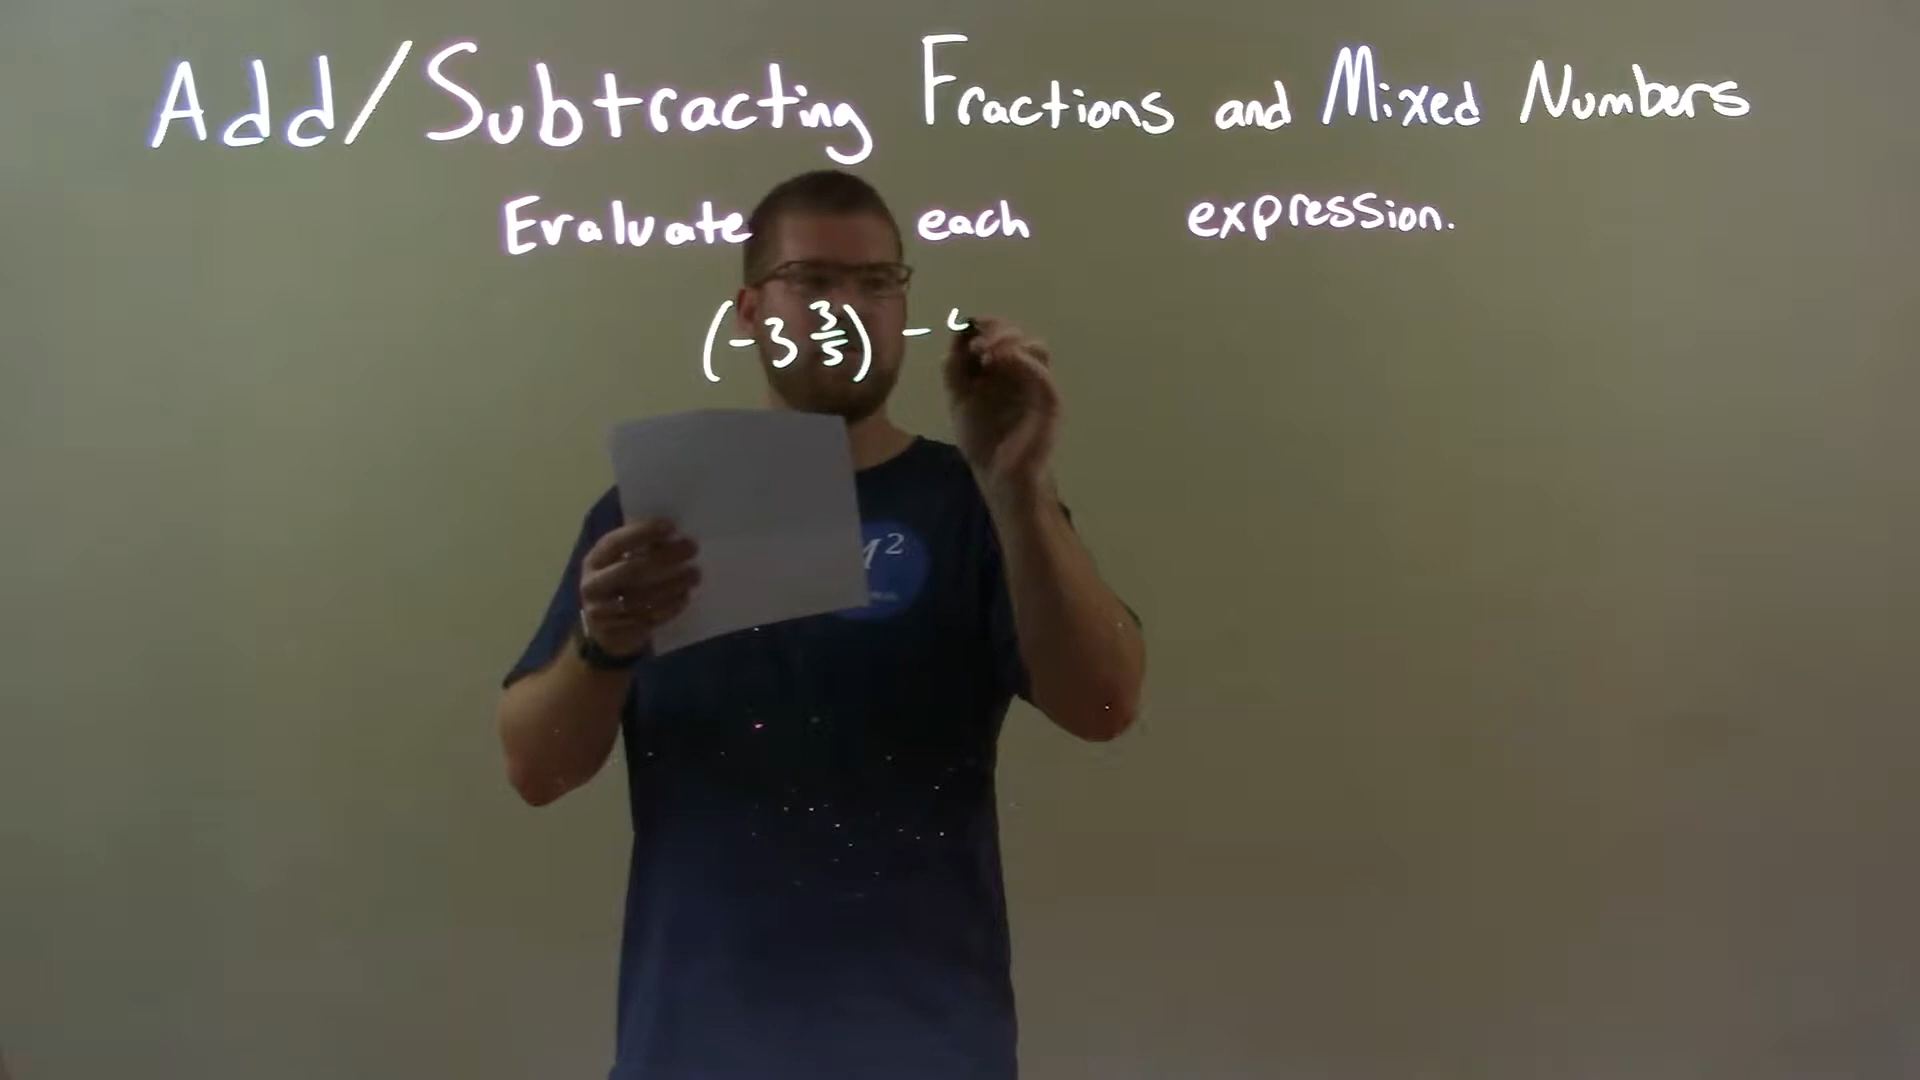 Add/Subtracting Fractions and Mixed Numbers
Evaluate each expression.
(-3 3/5) -